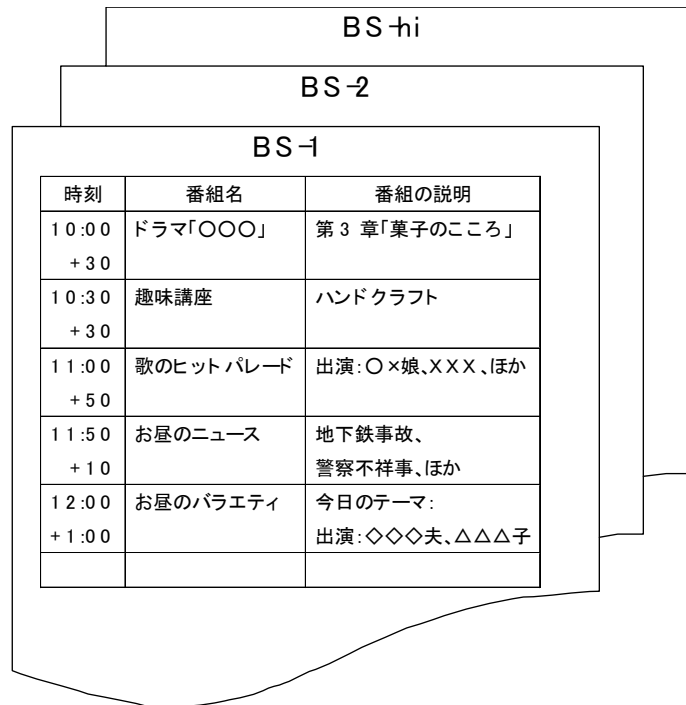 BS-hi
BS-2
BS-1
時刻 番組名 番組の説明
10:00 ドラマ「〇〇〇」 第3章「菓子のこころ」
+30
10:30 趣味講座 ハンドクラフト
+30
11:00 歌のヒットパレード 出演:〇×娘、XXX、ほか
+50
11:50 お昼のニュース 地下鉄事故、
+10 警察不祥事、ほか
12:00 お昼のバラエティ 今日のテーマ:
+1:00 出演:◇◇◇夫、△△△子